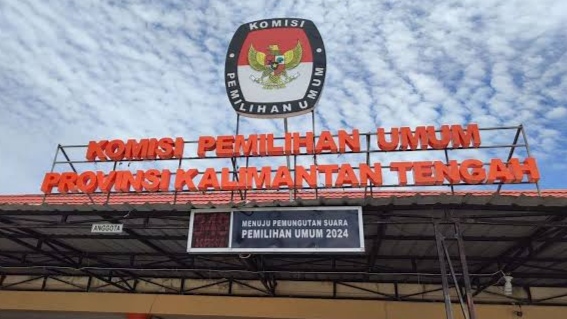 KOMISI
PEMILIHAN UMUM
KOMISI PEMILIHAN UMUM
PROVINSI KALIMANTAN TENGAH
ANGGOTA
MENUJU PEMUNGUTAN SUARA
PEMILIHAN UMUM 2024